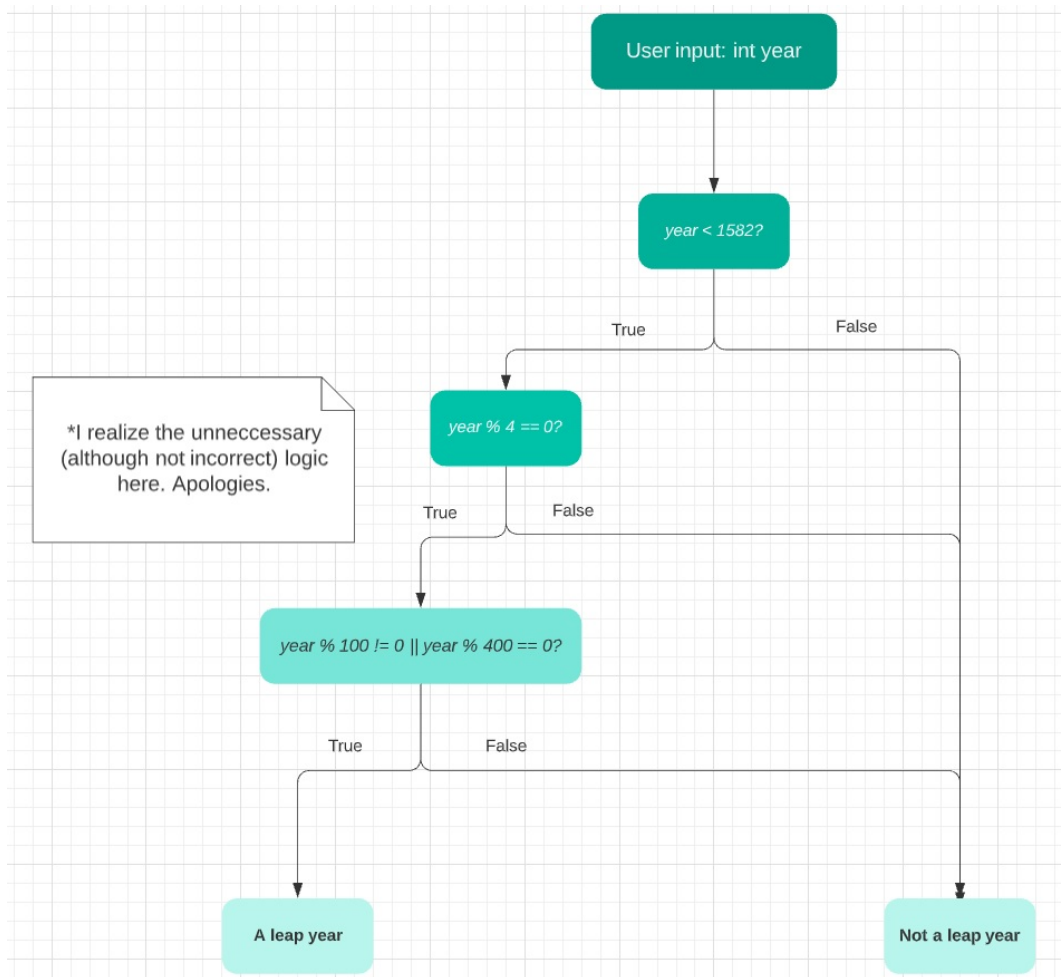 User input: int year
year < 1582?
True
False
*I realize the unneccessary
(although not incorrect) logic
here. Apologies.
year % 4 == 0?
True
False
year % 100 != 0 || year % 400 == 0?
True
False
A leap year
Not a leap year